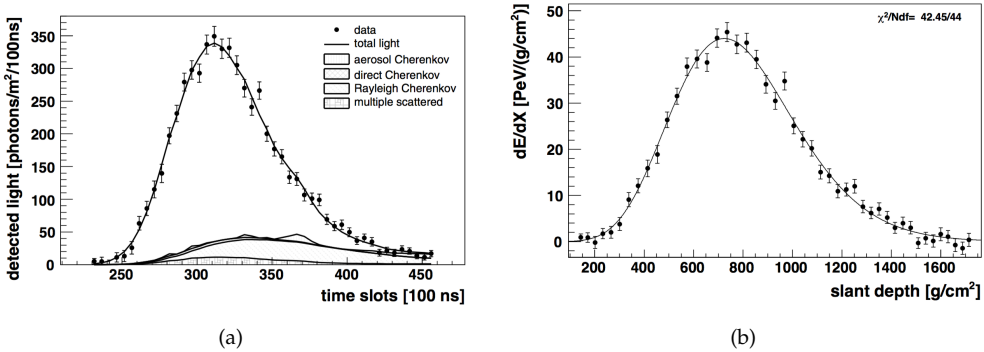 detected light [photons/m²/100ns]
350
300
250
200
150
100
50
0
data
total light
aerosol Cherenkov
direct Cherenkov
Rayleigh Cherenkov
multiple scattered
250 300 350 400 450
time slots [100 ns]
(a)
dE/dX [PeV/(g/cm²)]
50
40
30
20
10
0
χ²/Ndf= 42.45/44
200 400 600 800 1000 1200 1400 1600
slant depth [g/cm²]
(b)